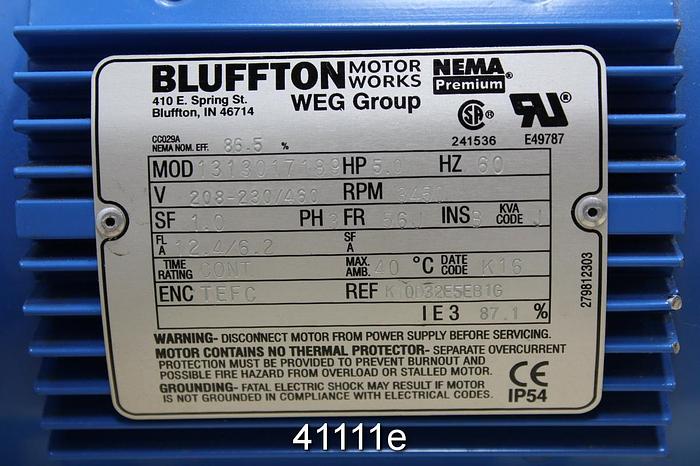 BLUFFTON MOTOR WORKS NEMA Premium®
410 E. Spring St. WEG Group
Bluffton, IN 46714
CSA ® 241536 RU ® E49787
CC029A
NEMA NOM. EFF. 86.5 %
MOD 1313017189 HP 5.0 HZ 60
V 208-230/460 RPM 3450
SF 1.0 PH 3 FR 56J INS B KVA CODE J
FL A 12.4/6.2 SF A
TIME RATING CONT MAX. AMB. 40 °C DATE CODE K16
ENC TEFC REF K10D32E5EB1G
IE3 87.1 %
279812303
WARNING- DISCONNECT MOTOR FROM POWER SUPPLY BEFORE SERVICING.
MOTOR CONTAINS NO THERMAL PROTECTOR- SEPARATE OVERCURRENT
PROTECTION MUST BE PROVIDED TO PREVENT BURNOUT AND
POSSIBLE FIRE HAZARD FROM OVERLOAD OR STALLED MOTOR.
GROUNDING- FATAL ELECTRIC SHOCK MAY RESULT IF MOTOR
IS NOT GROUNDED IN COMPLIANCE WITH ELECTRICAL CODES.
CE
IP54
41111e